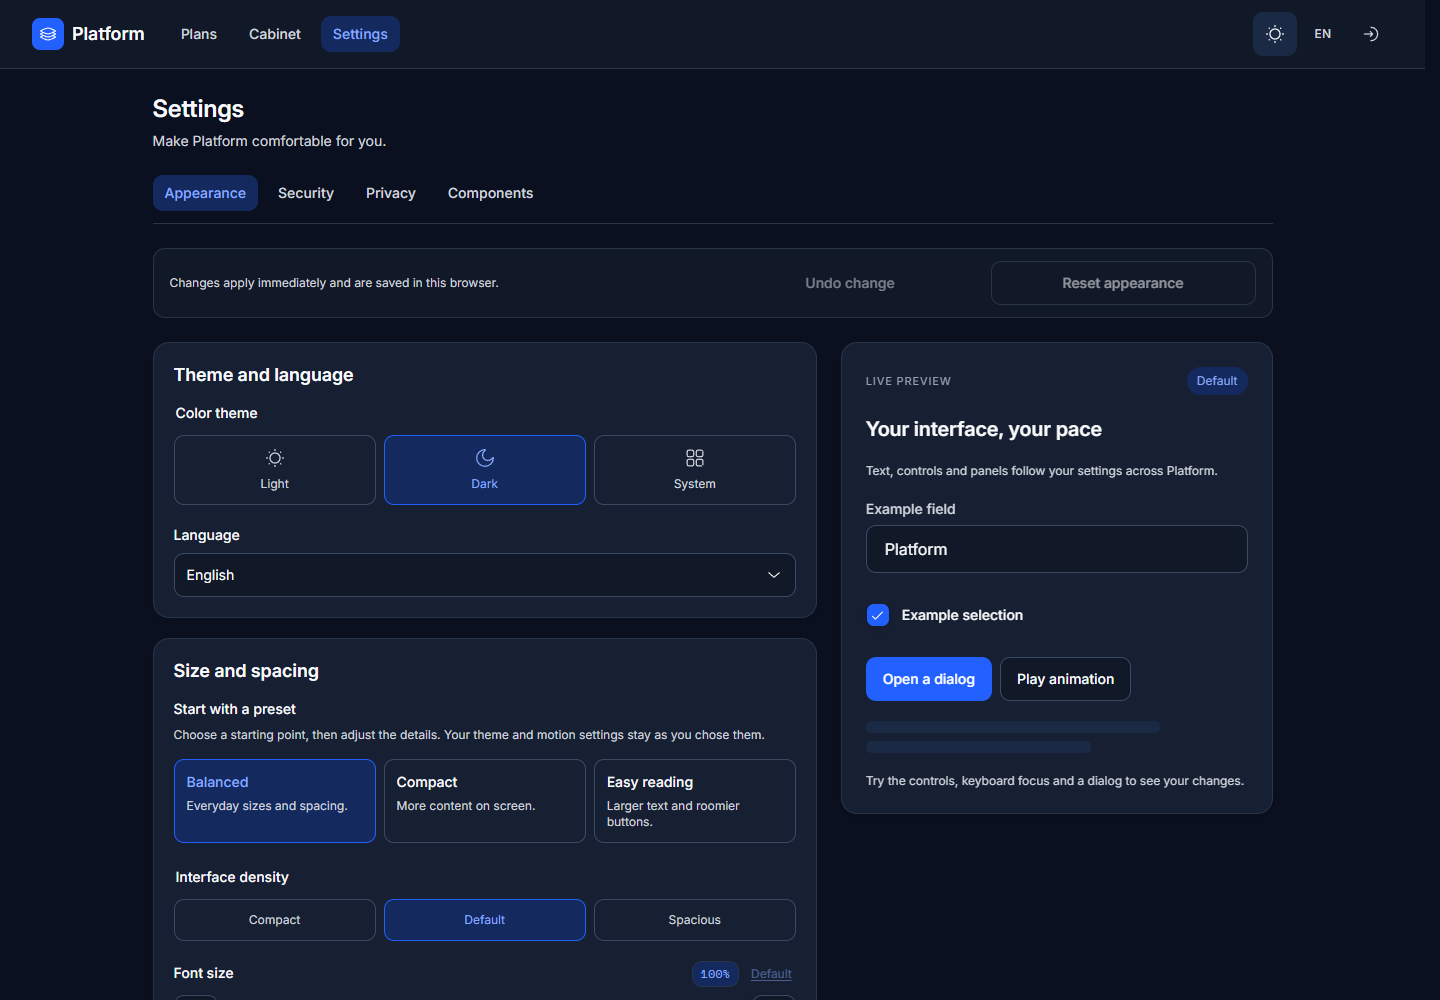 Platform
Plans
Cabinet
Settings
EN
Settings
Make Platform comfortable for you.
Appearance
Security
Privacy
Components
Changes apply immediately and are saved in this browser.
Undo change
Reset appearance
Theme and language
Color theme
Light
Dark
System
Language
English
Size and spacing
Start with a preset
Choose a starting point, then adjust the details. Your theme and motion settings stay as you chose them.
Balanced
Everyday sizes and spacing.
Compact
More content on screen.
Easy reading
Larger text and roomier
buttons.
Interface density
Compact
Default
Spacious
Font size
100%
Default
LIVE PREVIEW
Default
Your interface, your pace
Text, controls and panels follow your settings across Platform.
Example field
Platform
Example selection
Open a dialog
Play animation
Try the controls, keyboard focus and a dialog to see your changes.